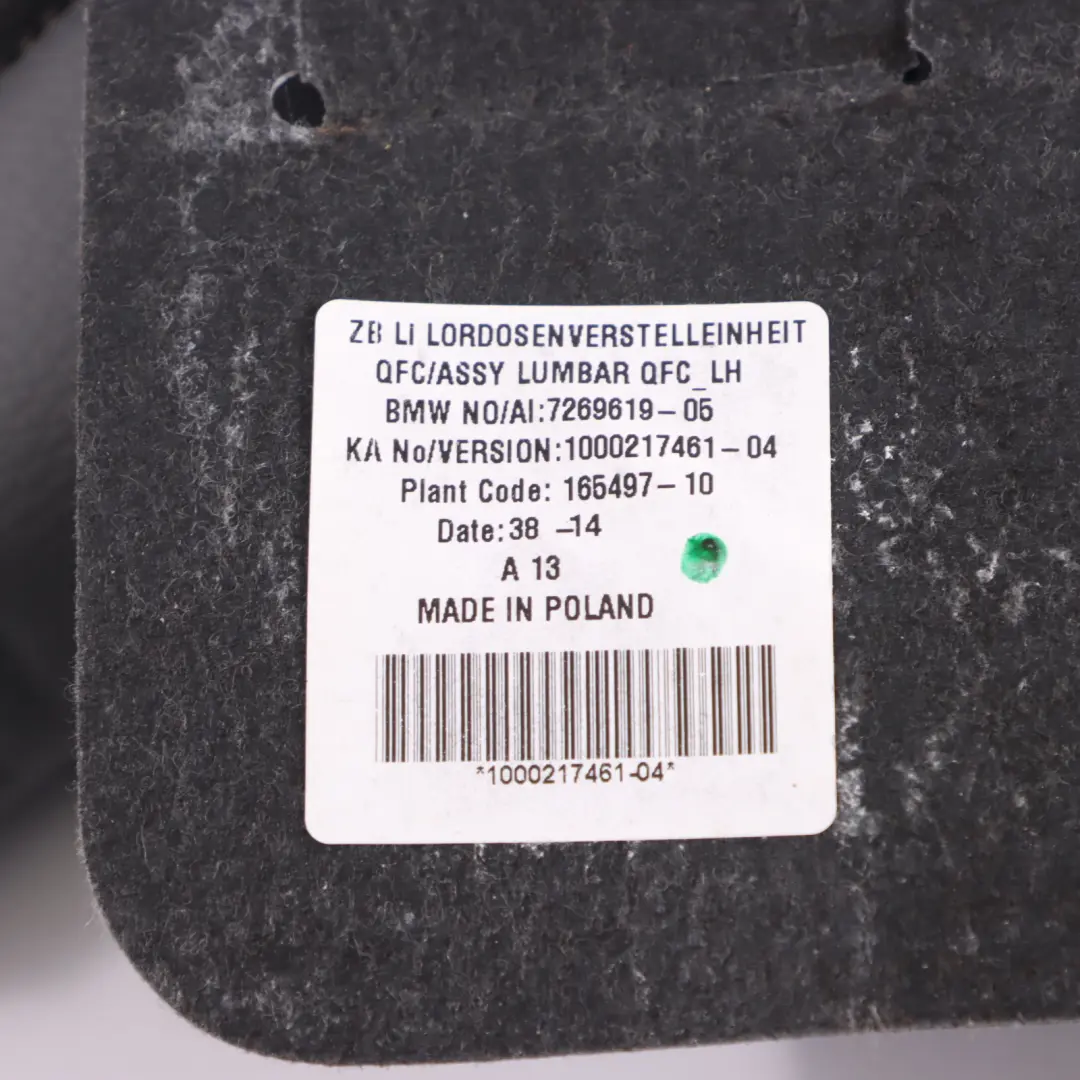 ZB Li LORDOSENVERSTELLEINHEIT
QFC/ASSY LUMBAR QFC_LH
BMW NO/AI:7269619-05
KA No/VERSION:1000217461-04
Plant Code: 165497-10
Date:38 -14
A 13
MADE IN POLAND
*1000217461-04*